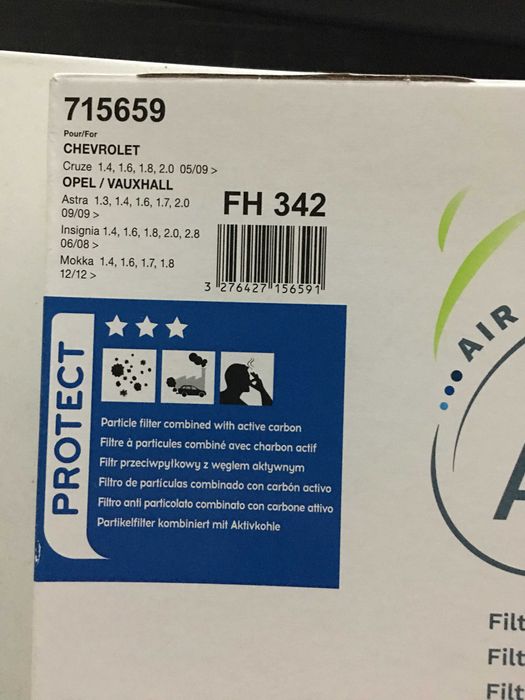 715659
Pour/For
CHEVROLET
Cruze 1.4, 1.6, 1.8, 2.0 05/09 >
OPEL / VAUXHALL
Astra 1.3, 1.4, 1.6, 1.7, 2.0
09/09 >
Insignia 1.4, 1.6, 1.8, 2.0, 2.8
06/08 >
Mokka 1.4, 1.6, 1.7, 1.8
12/12 >
FH 342
3 276427 156591
PROTECT
Particle filter combined with active carbon
Filtre à particules combiné avec charbon actif
Filtr przeciwpyłkowy z węglem aktywnym
Filtro de partículas combinado con carbón activo
Filtro anti particolato combinato con carbone attivo
Partikelfilter kombiniert mit Aktivkohle
AIR
A
Filt
Filt
Filt